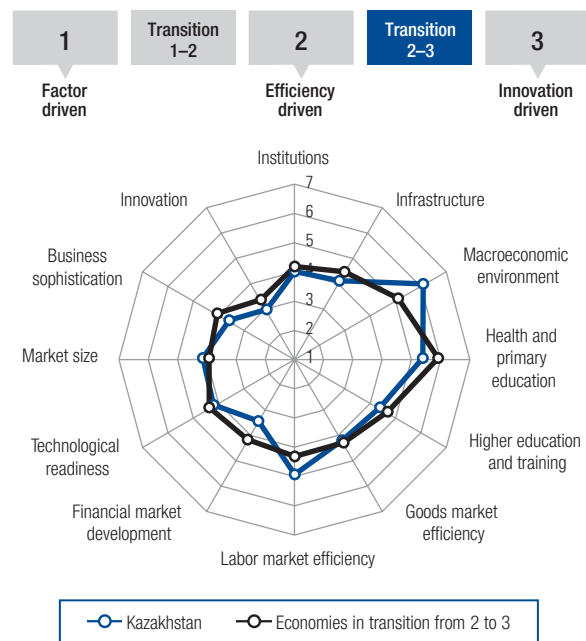 1
Transition
1–2
2
Transition
2–3
3
Factor
driven
Efficiency
driven
Innovation
driven
Institutions
Innovation
Infrastructure
Business
sophistication
Macroeconomic
environment
Market size
Health and
primary
education
Technological
readiness
Higher education
and training
Financial market
development
Goods market
efficiency
Labor market efficiency
7
6
5
4
3
2
1
Kazakhstan
Economies in transition from 2 to 3